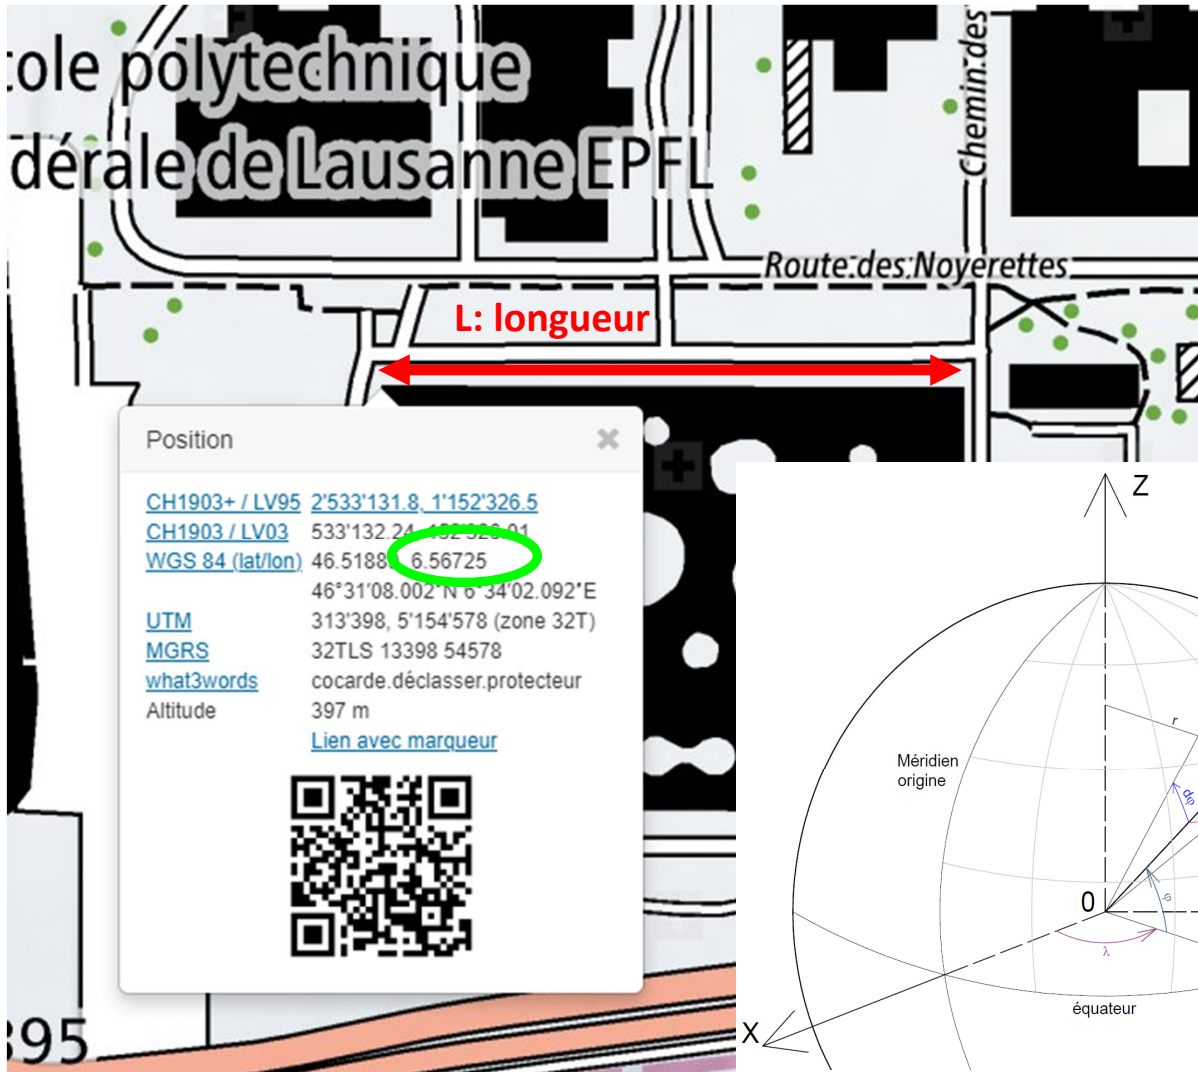 ole polytechnique
dérale de Lausanne EPFL
Chemin des
Route des Noyerettes
L: longueur
Position
CH1903+ / LV95 2'533'131.8, 1'152'326.5
CH1903 / LV03 533'132.24,
WGS 84 (lat/lon) 46.5188 6.56725
46°31'08.002"N 6°34'02.092"E
UTM 313'398, 5'154'578 (zone 32T)
MGRS 32TLS 13398 54578
what3words cocarde.déclasser.protecteur
Altitude 397 m
Lien avec marqueur
395
Z
r
Méridien
origine
dφ
φ
0
λ
équateur
X